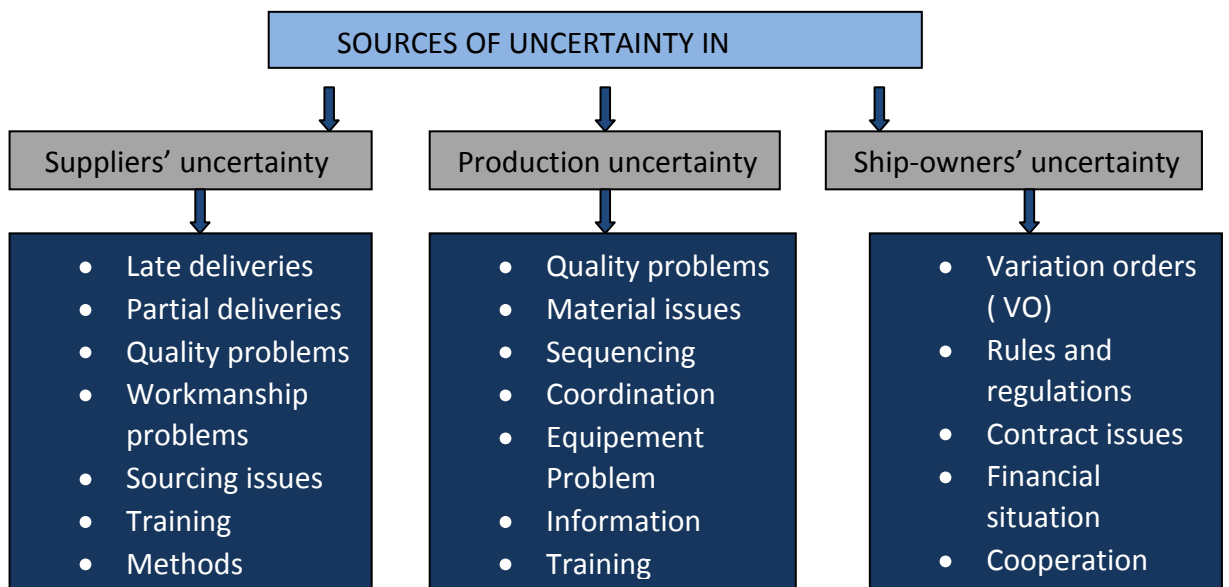 SOURCES OF UNCERTAINTY IN
Suppliers’ uncertainty
Production uncertainty
Ship-owners’ uncertainty
• Late deliveries
• Partial deliveries
• Quality problems
• Workmanship
problems
• Sourcing issues
• Training
• Methods
• Quality problems
• Material issues
• Sequencing
• Coordination
• Equipement
Problem
• Information
• Training
• Variation orders
( VO)
• Rules and
regulations
• Contract issues
• Financial
situation
• Cooperation